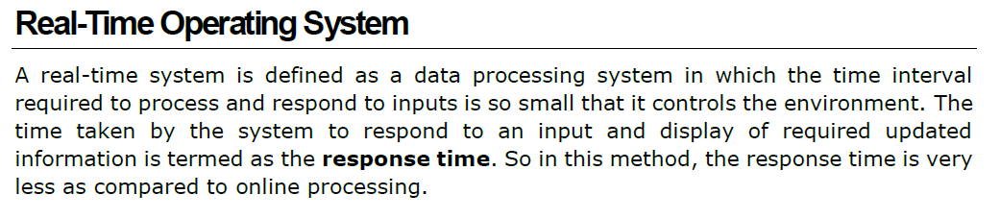 Real-Time Operating System
A real-time system is defined as a data processing system in which the time interval
required to process and respond to inputs is so small that it controls the environment. The
time taken by the system to respond to an input and display of required updated
information is termed as the response time. So in this method, the response time is very
less as compared to online processing.